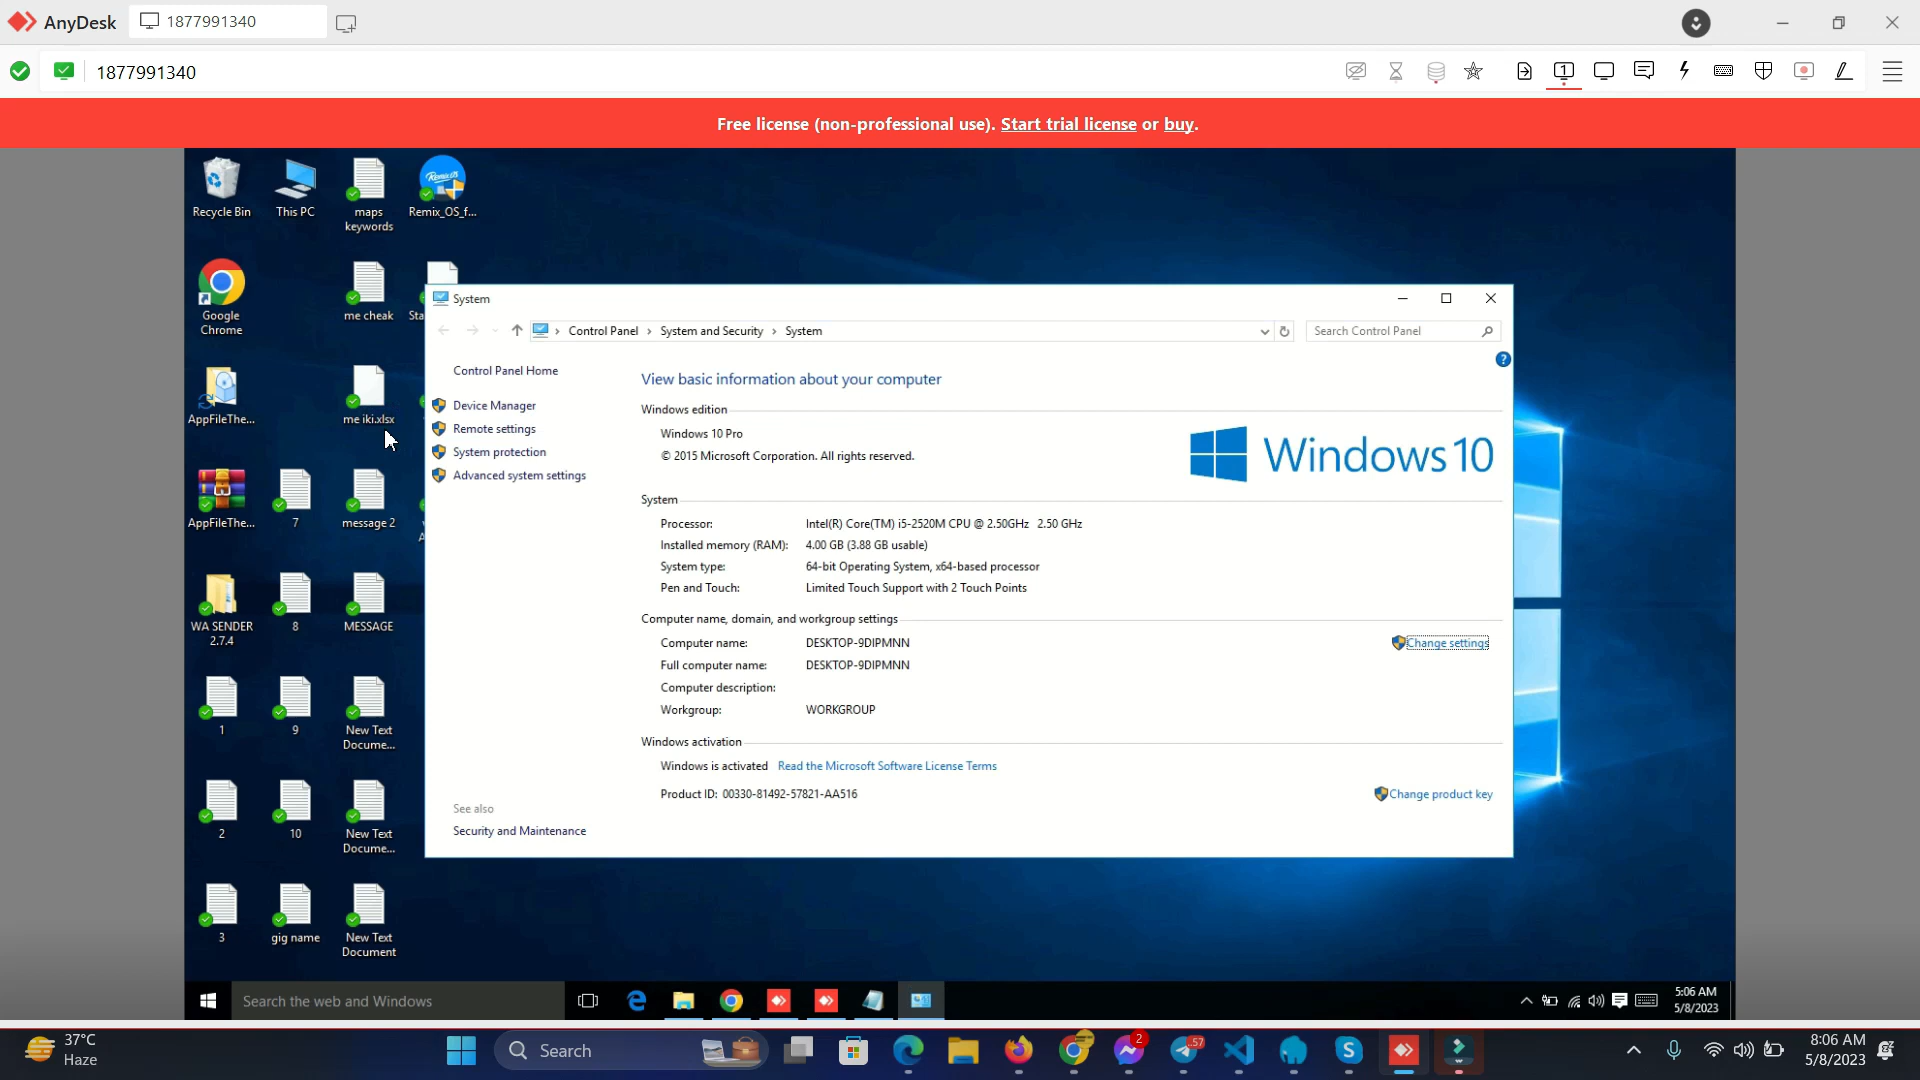 AnyDesk
1877991340
1877991340
1
Free license (non-professional use). Start trial license or buy.
Recycle Bin
This PC
maps keywords
Remix_OS_f...
Google Chrome
me cheak
Sta
AppFileThe...
me iki.xlsx
AppFileThe...
7
message 2
WA SENDER 2.7.4
8
MESSAGE
1
9
New Text Docume...
2
10
New Text Docume...
3
gig name
New Text Document
System
Control Panel > System and Security > System
Search Control Panel
Control Panel Home
Device Manager
Remote settings
System protection
Advanced system settings
See also
Security and Maintenance
View basic information about your computer
Windows edition
Windows 10 Pro
© 2015 Microsoft Corporation. All rights reserved.
Windows 10
System
Processor: Intel(R) Core(TM) i5-2520M CPU @ 2.50GHz 2.50 GHz
Installed memory (RAM): 4.00 GB (3.88 GB usable)
System type: 64-bit Operating System, x64-based processor
Pen and Touch: Limited Touch Support with 2 Touch Points
Computer name, domain, and workgroup settings
Computer name: DESKTOP-9DIPMNN
Change settings
Full computer name: DESKTOP-9DIPMNN
Computer description:
Workgroup: WORKGROUP
Windows activation
Windows is activated Read the Microsoft Software License Terms
Product ID: 00330-81492-57821-AA516
Change product key
Search the web and Windows
5:06 AM
5/8/2023
37°C
Haze
Search
2
57
8:06 AM
5/8/2023